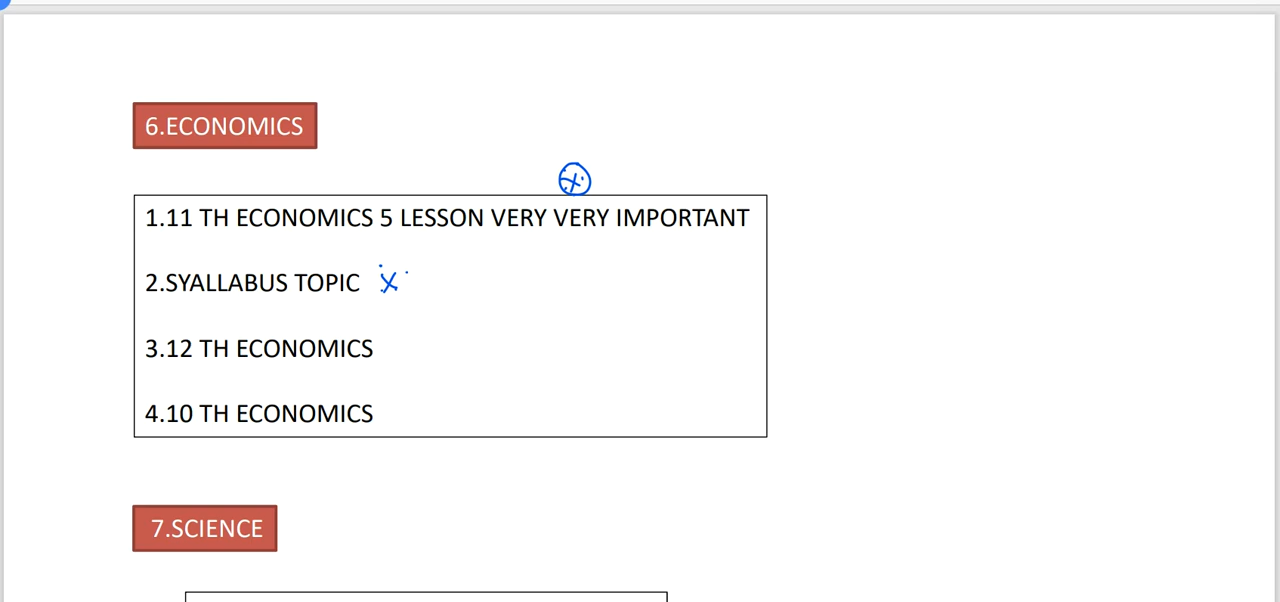 6.ECONOMICS
1.11 TH ECONOMICS 5 LESSON VERY VERY IMPORTANT
2.SYALLABUS TOPIC
3.12 TH ECONOMICS
4.10 TH ECONOMICS
7.SCIENCE